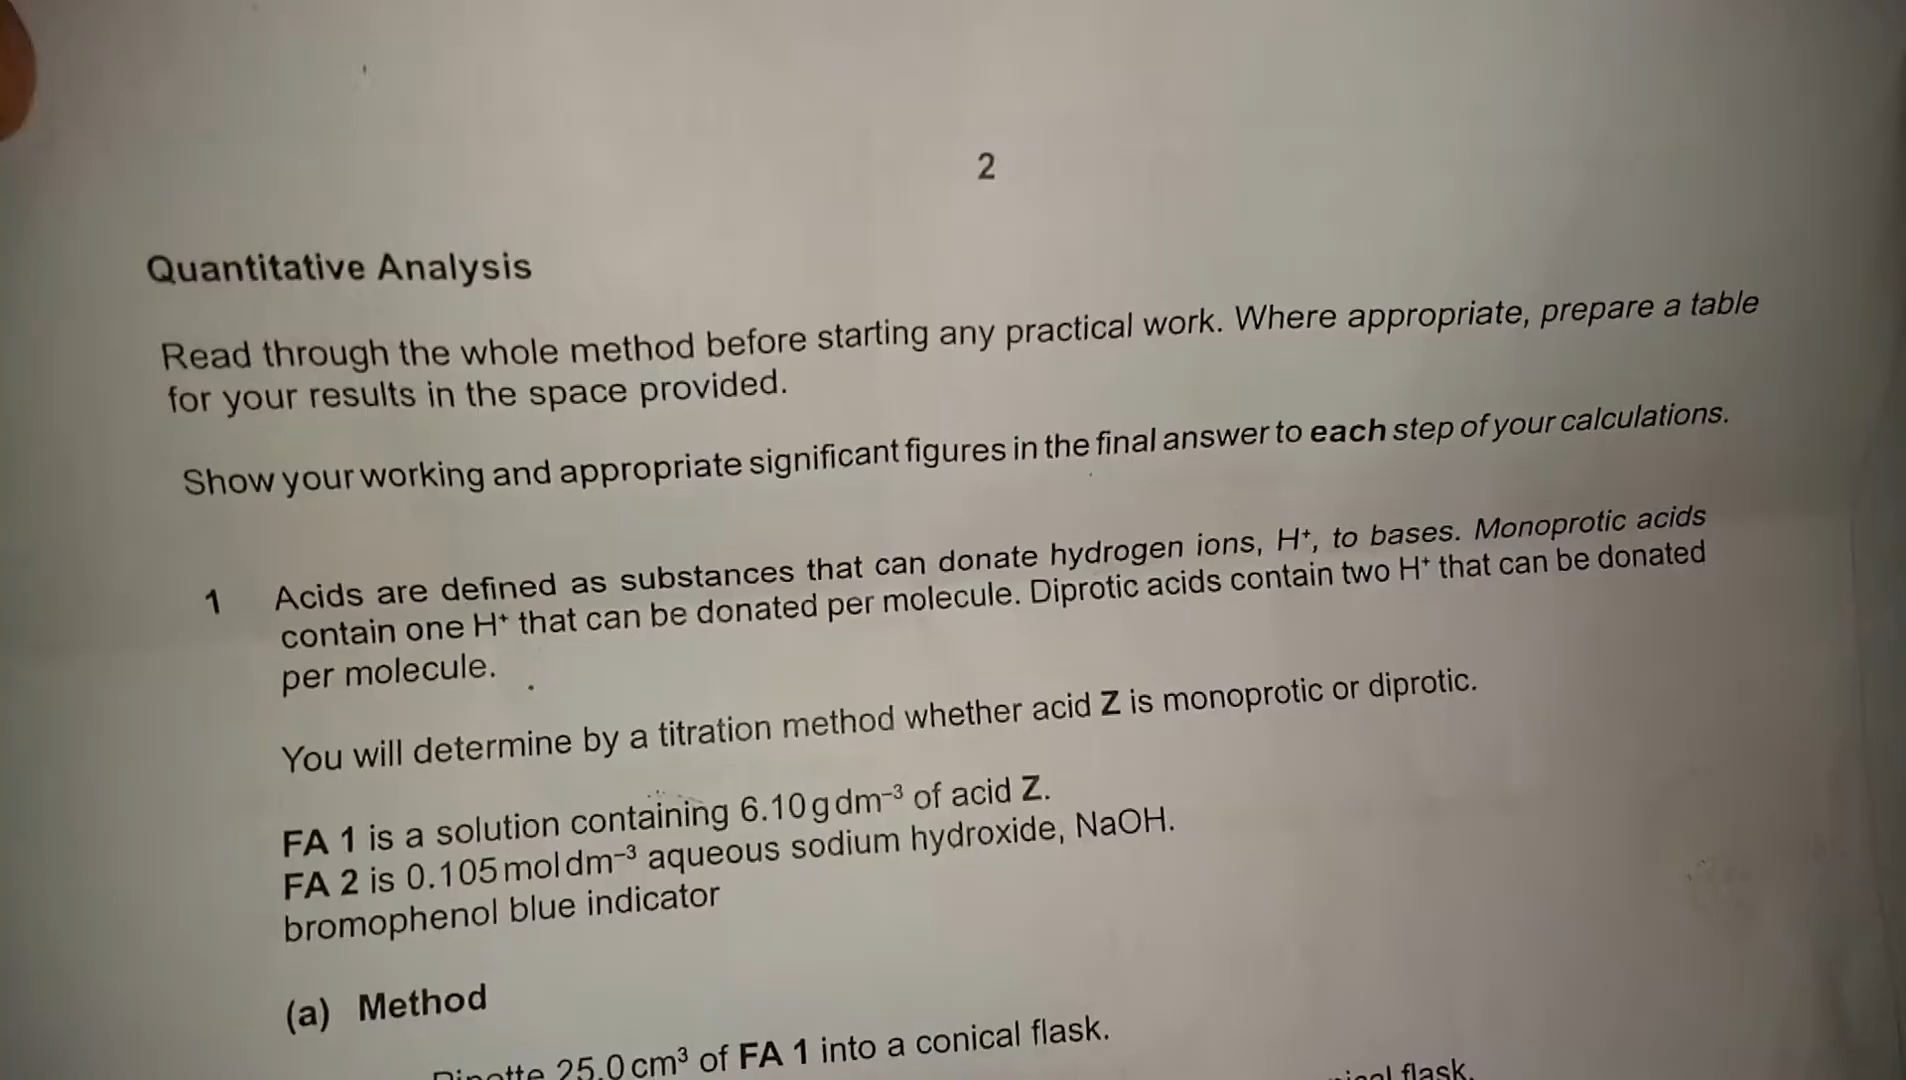 2
Quantitative Analysis
Read through the whole method before starting any practical work. Where appropriate, prepare a table
for your results in the space provided.
Show your working and appropriate significant figures in the final answer to each step of your calculations.
1 Acids are defined as substances that can donate hydrogen ions, H⁺, to bases. Monoprotic acids
contain one H⁺ that can be donated per molecule. Diprotic acids contain two H⁺ that can be donated
per molecule.
You will determine by a titration method whether acid Z is monoprotic or diprotic.
FA 1 is a solution containing 6.10 g dm⁻³ of acid Z.
FA 2 is 0.105 mol dm⁻³ aqueous sodium hydroxide, NaOH.
bromophenol blue indicator
(a) Method
Pipette 25.0 cm³ of FA 1 into a conical flask.
flask.